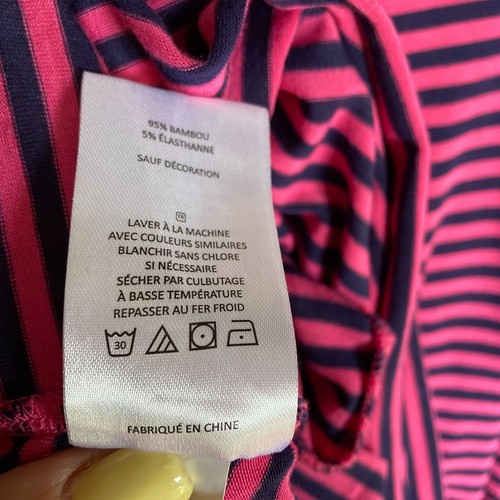 95% BAMBOU
5% ÉLASTHANNE
SAUF DÉCORATION
FR
LAVER À LA MACHINE
AVEC COULEURS SIMILAIRES
BLANCHIR SANS CHLORE
SI NÉCESSAIRE
SÉCHER PAR CULBUTAGE
À BASSE TEMPÉRATURE
REPASSER AU FER FROID
30
FABRIQUÉ EN CHINE